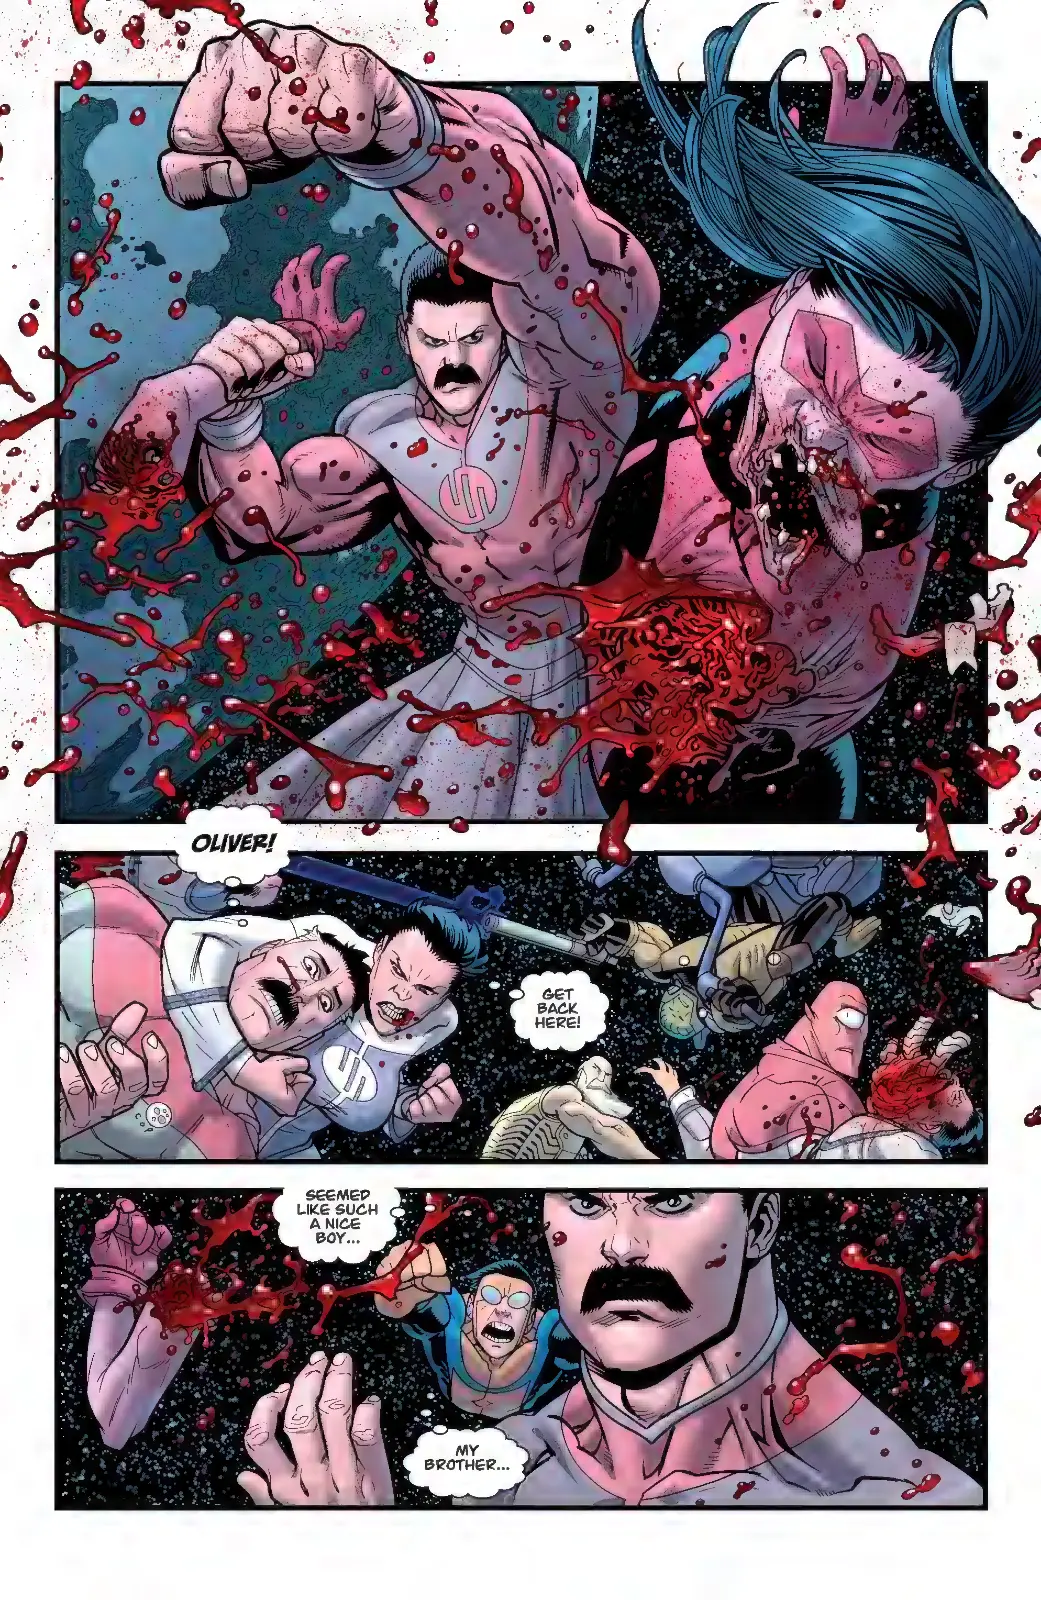 OLIVER!
GET
BACK
HERE!
SEEMED
LIKE SUCH
A NICE
BOY...
MY
BROTHER...